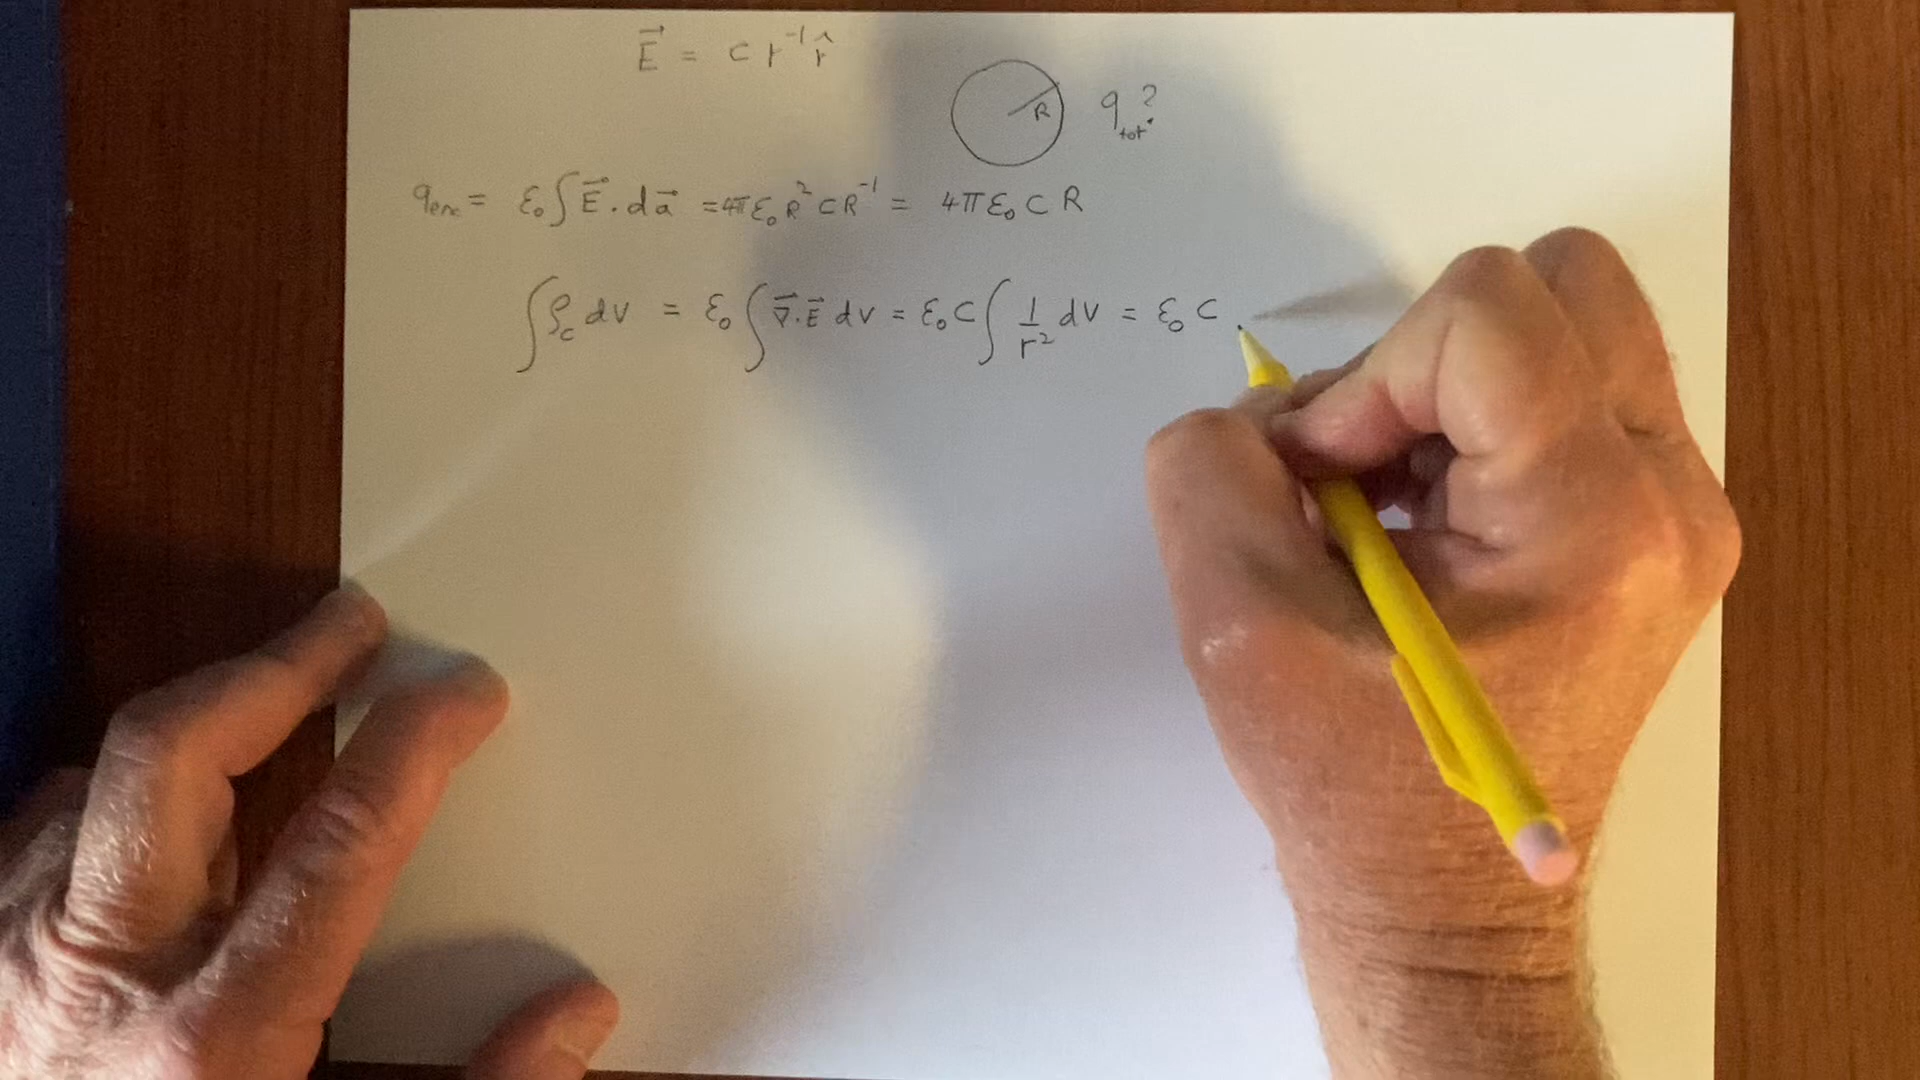 E⃗ = c r⁻¹ r̂
R q_tot?
q_enc = ε₀ ∫ E⃗ . da⃗ = 4π ε₀ R² C R⁻¹ = 4π ε₀ C R
∫ ρ_c dv = ε₀ ∫ ∇⃗.E⃗ dv = ε₀ C ∫ 1/r² dv = ε₀ C